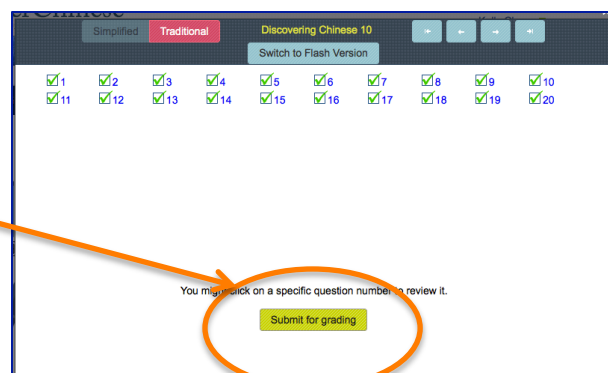 Simplified Traditional Discovering Chinese 10
Switch to Flash Version
1 2 3 4 5 6 7 8 9 10
11 12 13 14 15 16 17 18 19 20
You might click on a specific question number to review it.
Submit for grading